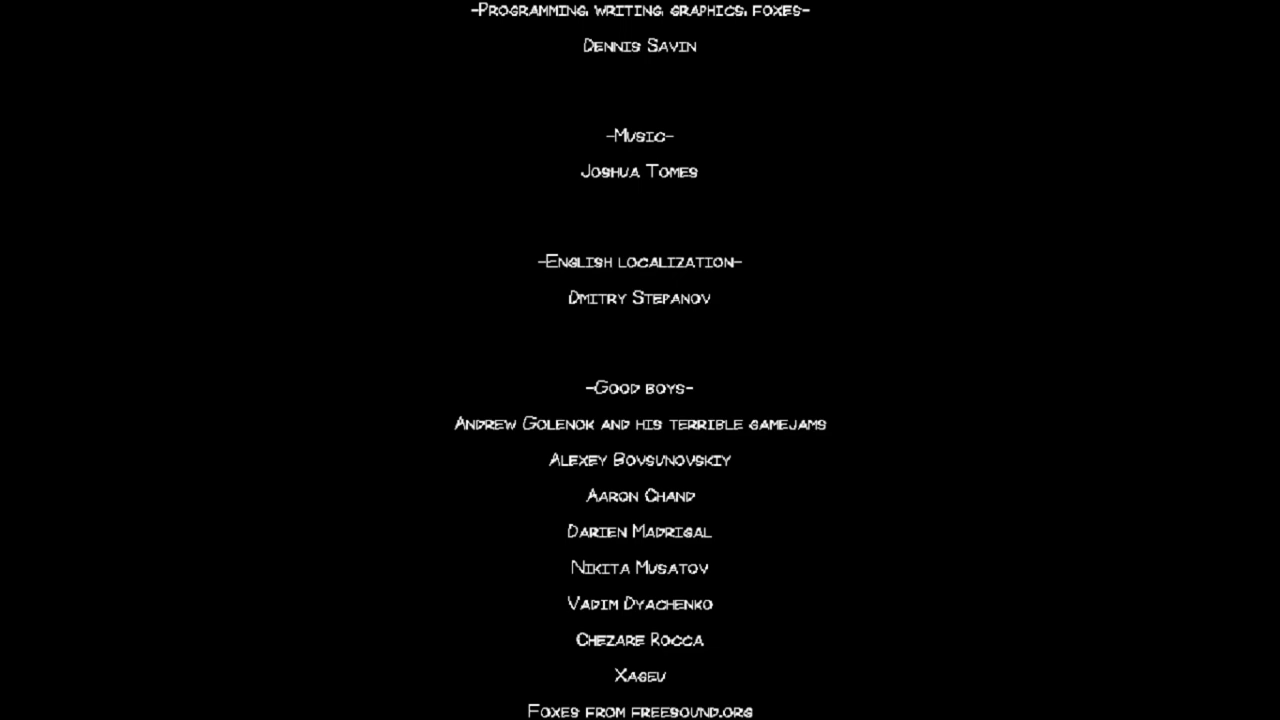 -Programming, writing, graphics, foxes-
Dennis Savin
-Music-
Joshua Tomes
-English localization-
Dmitry Stepanov
-Good boys-
Andrew Golenok and his terrible gamejams
Alexey Bovsunovskiy
Aaron Chand
Darien Madrigal
Nikita Musatov
Vadim Dyachenko
Chezare Rocca
Xageu
Foxes from freesound.org